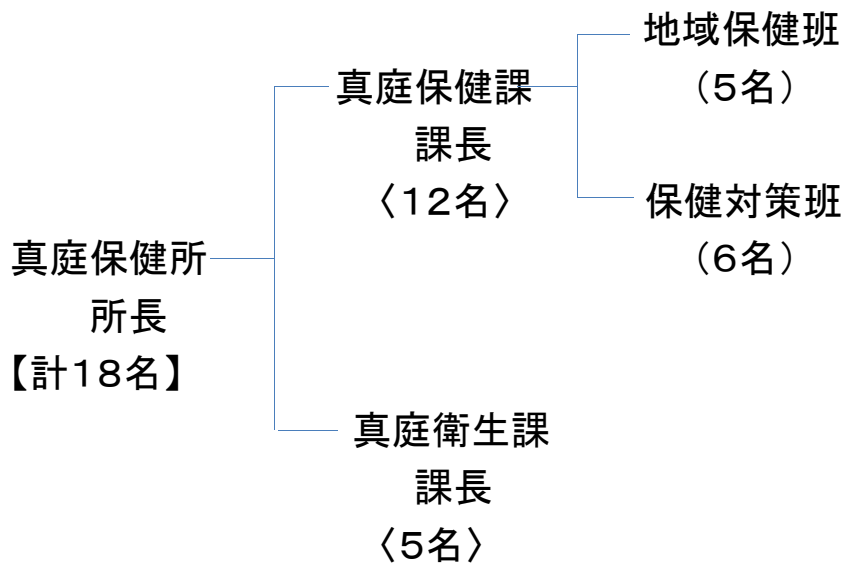 真庭保健所
所長
【計18名】
真庭保健課
課長
〈12名〉
地域保健班
（5名）
保健対策班
（6名）
真庭衛生課
課長
〈5名〉